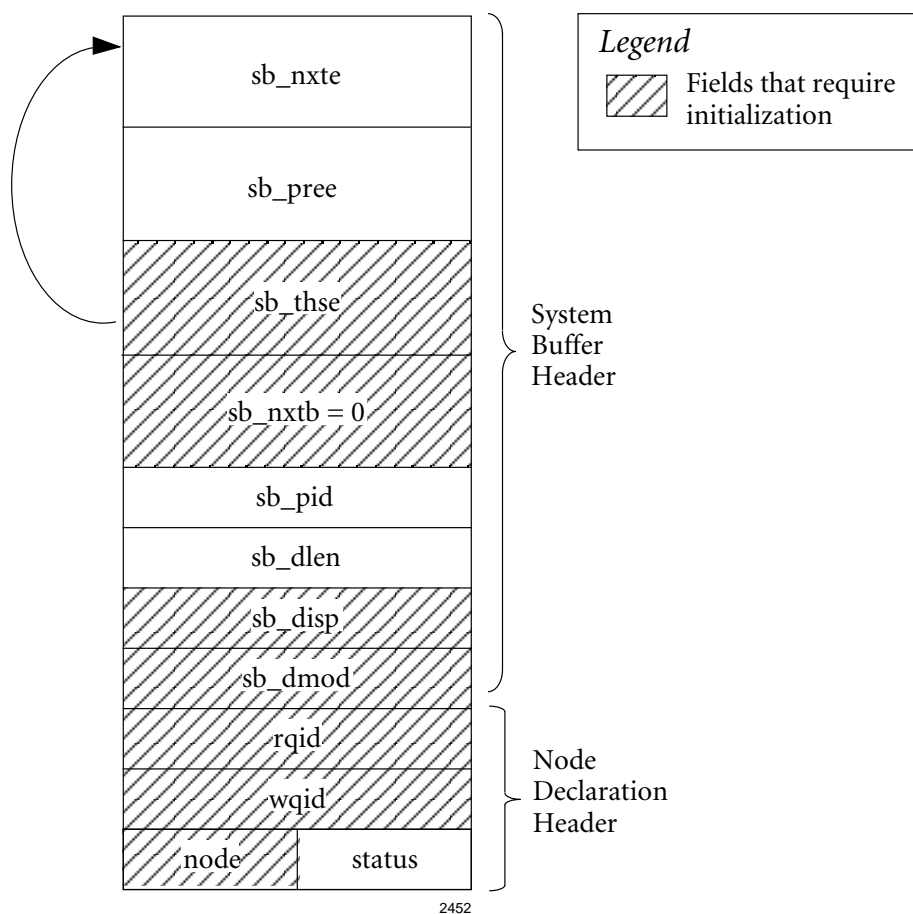 sb_nxte
sb_pree
sb_thse
sb_nxtb = 0
sb_pid
sb_dlen
sb_disp
sb_dmod
rqid
wqid
node
status
System
Buffer
Header
Node
Declaration
Header
Legend
Fields that require
initialization
2452